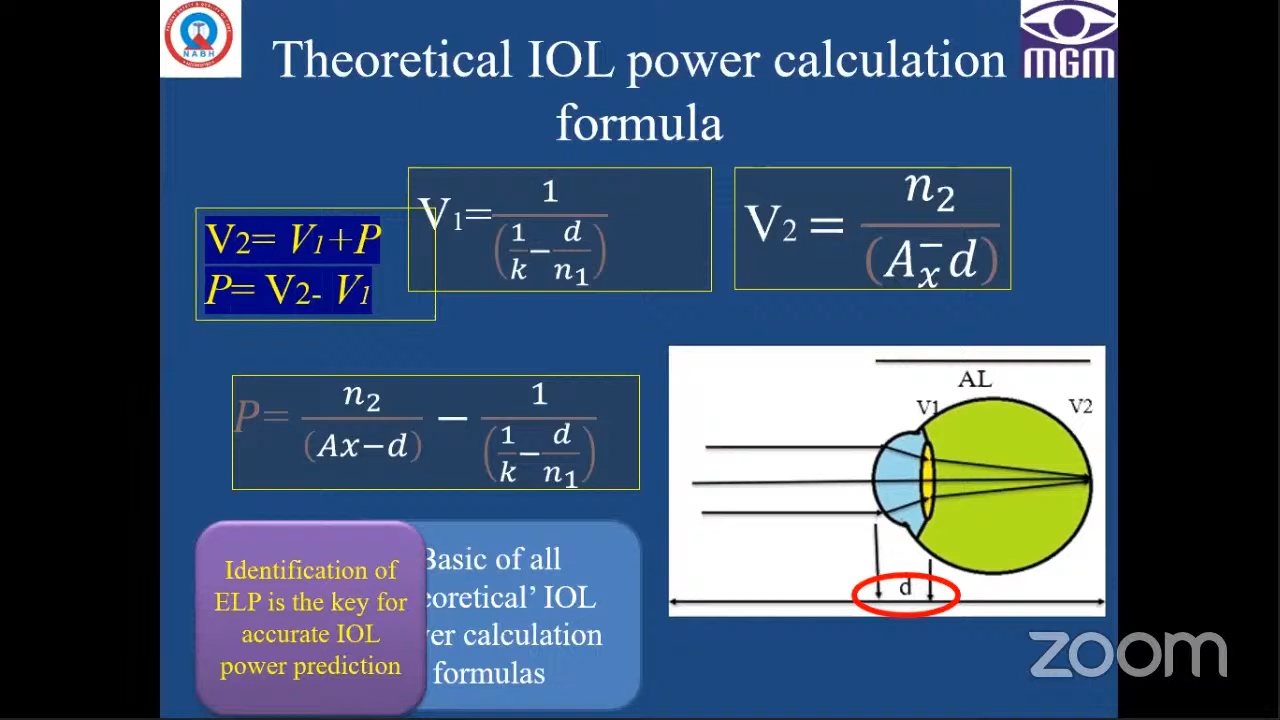 NABH
MGM
Theoretical IOL power calculation
formula
V2= V1+P
P= V2- V1
V₁= 1 / (1/k − d/n₁)
V₂ = n₂ / (Aₓ − d)
P= n₂ / (Ax−d) − 1 / (1/k − d/n₁)
AL
V1
V2
d
Identification of
ELP is the key for
accurate IOL
power prediction
Basic of all
eoretical’ IOL
er calculation
formulas
zoom